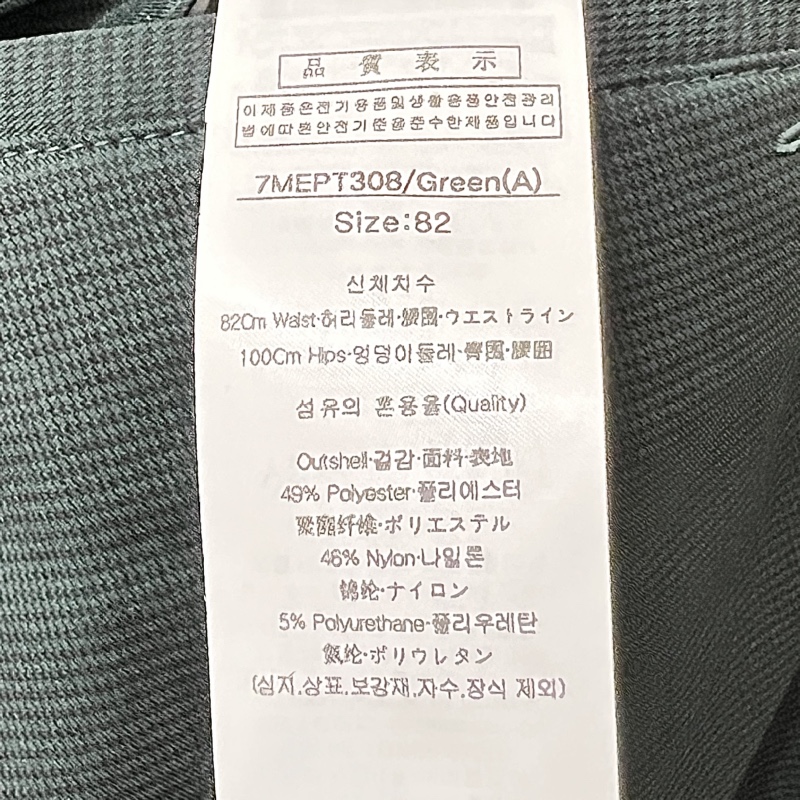 品質表示
이제품은전기용품및생활용품안전관리
법에따른안전기준을준수한제품입니다
7MEPT308/Green(A)
Size:82
신체치수
82Cm Waist·허리둘레·腰围·ウエストライン
100Cm Hips·엉덩이둘레·臀围·腰囲
섬유의 혼용율(Quality)
Outshell·겉감·面料·表地
49% Polyester·폴리에스터
聚酯纤维·ポリエステル
46% Nylon·나일론
锦纶·ナイロン
5% Polyurethane·폴리우레탄
氨纶·ポリウレタン
(심지,상표,보강재,자수,장식 제외)